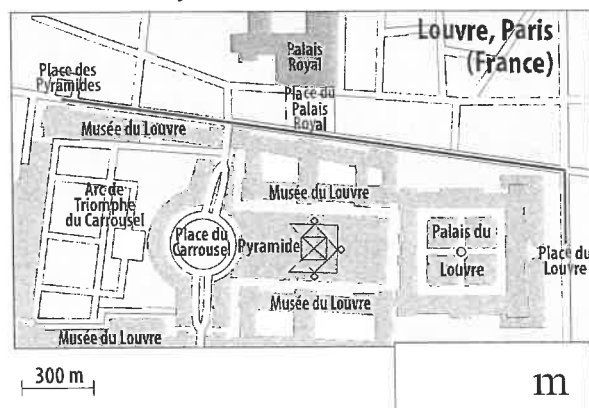 Louvre, Paris
(France)
Palais
Royal
Place des
Pyramides
Place du
Palais
Royal
Musée du Louvre
Arc de
Triomphe
du Carrousel
Musée du Louvre
Place du
Carrousel
Pyramide
Palais du
Louvre
Place du
Louvre
Musée du Louvre
Musée du Louvre
300 m
m